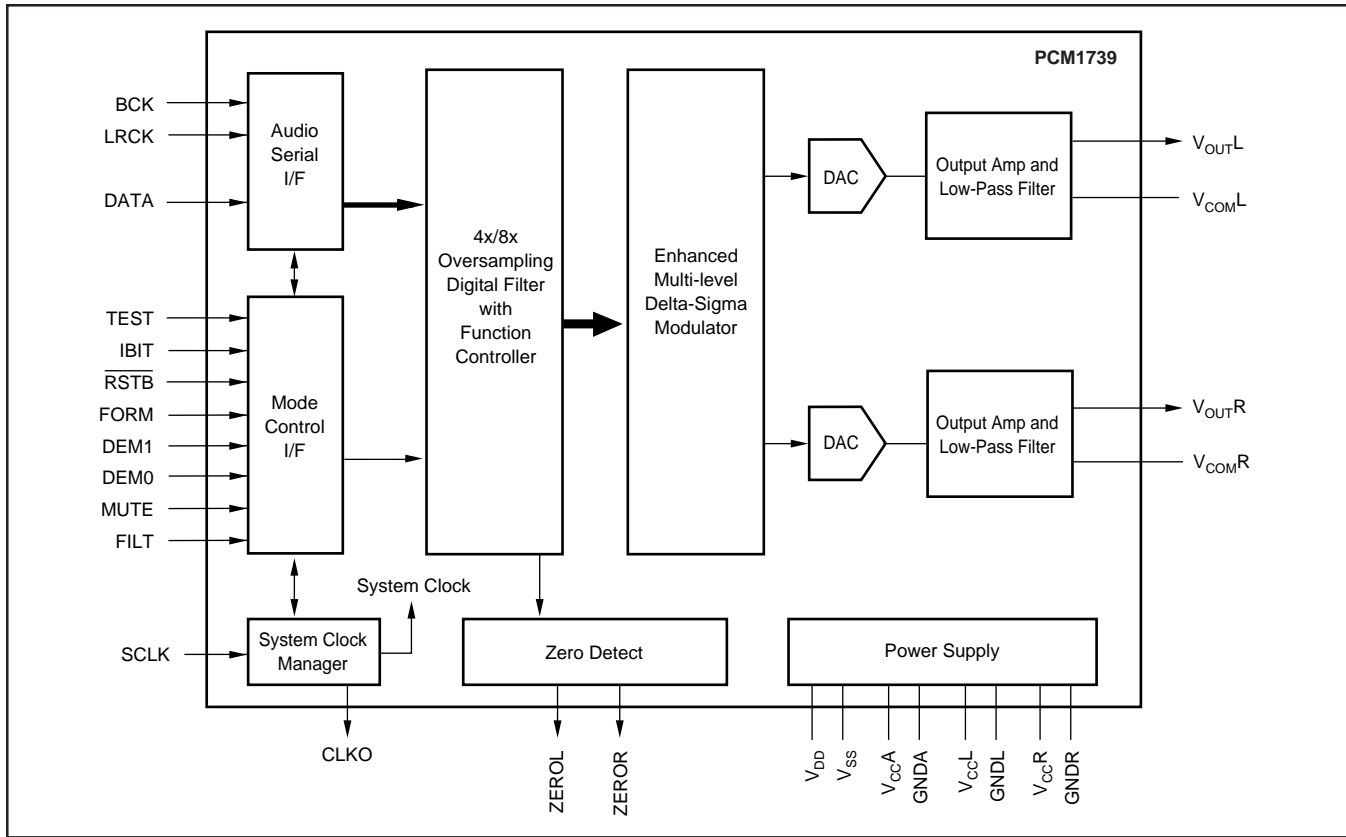 PCM1739
BCK
LRCK
DATA
Audio
Serial
I/F
TEST
IBIT
RSTB
FORM
DEM1
DEM0
MUTE
FILT
Mode
Control
I/F
SCLK
System Clock
Manager
System Clock
CLKO
4x/8x
Oversampling
Digital Filter
with
Function
Controller
Enhanced
Multi-level
Delta-Sigma
Modulator
DAC
Output Amp and
Low-Pass Filter
VOUTL
VCOML
DAC
Output Amp and
Low-Pass Filter
VOUTR
VCOMR
Zero Detect
ZEROL
ZEROR
Power Supply
VDD
VSS
VCCA
GNDA
VCCL
GNDL
VCCR
GNDR